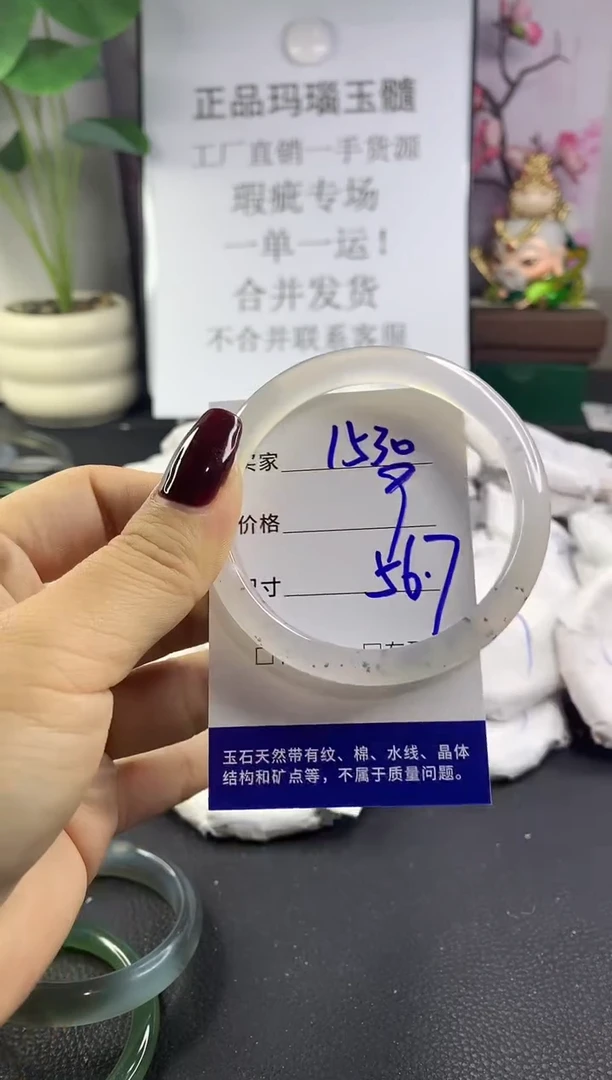 正品玛瑙玉髓
工厂直销一手货源
瑕疵专场
一单一运！
合并发货
不合并联系客服
买家 1530
价格
尺寸 56.7
玉石天然带有纹、棉、水线、晶体
结构和矿点等，不属于质量问题。